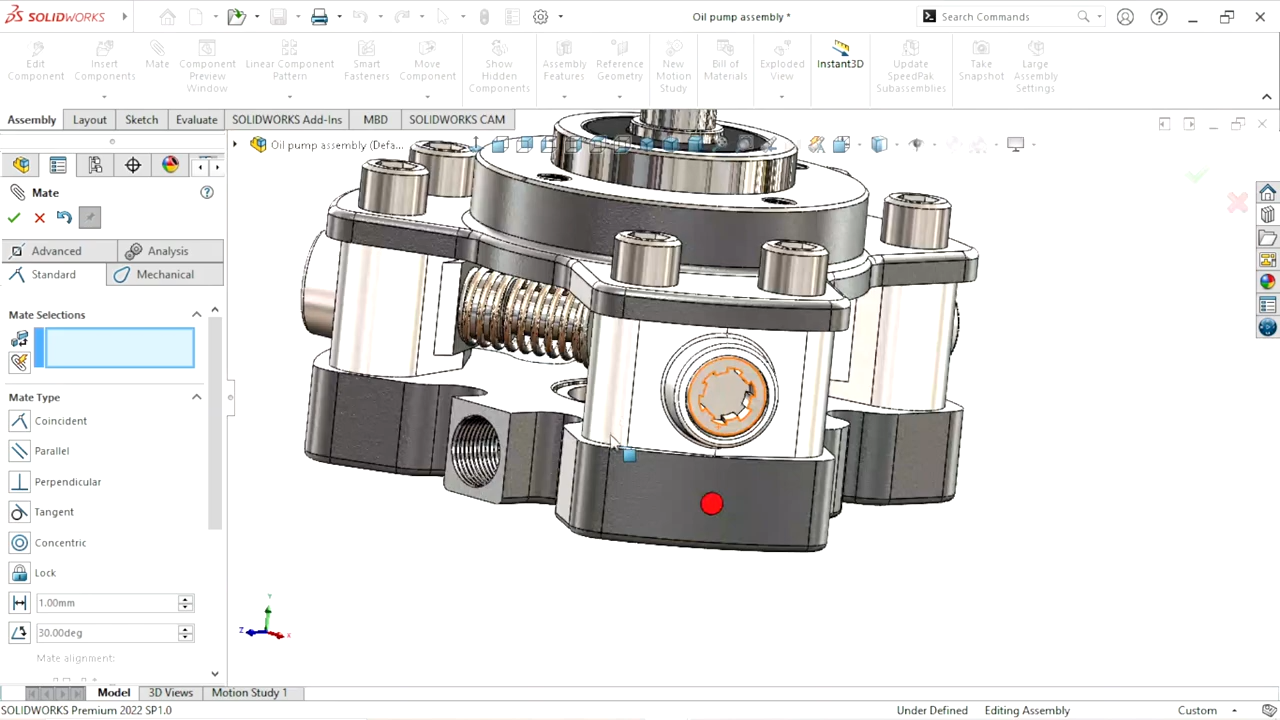 SOLIDWORKS
Oil pump assembly *
Search Commands
Edit Component
Insert Components
Mate
Component Preview Window
Linear Component Pattern
Smart Fasteners
Move Component
Show Hidden Components
Assembly Features
Reference Geometry
New Motion Study
Bill of Materials
Exploded View
Instant3D
Update SpeedPak Subassemblies
Take Snapshot
Large Assembly Settings
Assembly
Layout
Sketch
Evaluate
SOLIDWORKS Add-Ins
MBD
SOLIDWORKS CAM
Oil pump assembly (Defa...
Mate
Advanced
Analysis
Standard
Mechanical
Mate Selections
Mate Type
Coincident
Parallel
Perpendicular
Tangent
Concentric
Lock
1.00mm
30.00deg
Mate alignment:
Y
Z
X
Model
3D Views
Motion Study 1
SOLIDWORKS Premium 2022 SP1.0
Under Defined
Editing Assembly
Custom